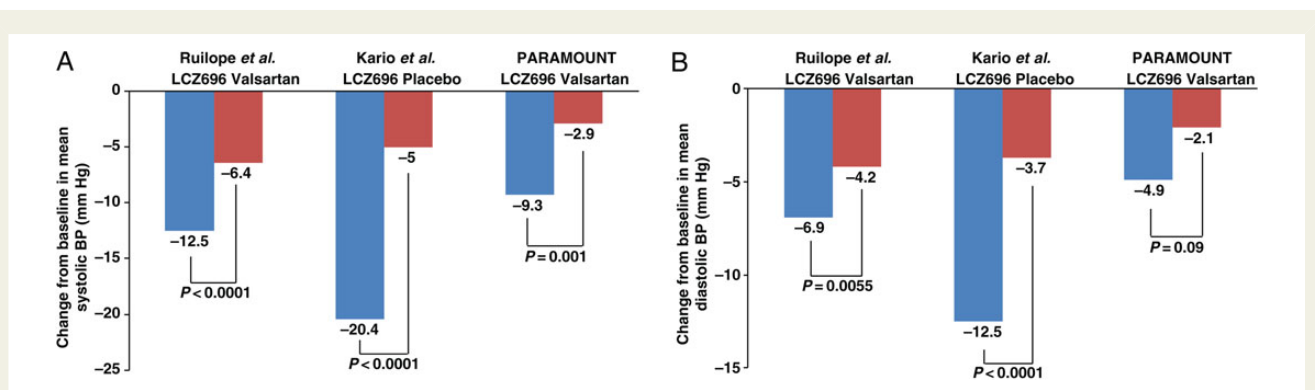 A
Ruilope et al.
LCZ696 Valsartan
Kario et al.
LCZ696 Placebo
PARAMOUNT
LCZ696 Valsartan
Change from baseline in mean
systolic BP (mm Hg)
0
−5
−10
−15
−20
−25
−12.5
−6.4
P < 0.0001
−20.4
−5
P < 0.0001
−9.3
−2.9
P = 0.001
B
Ruilope et al.
LCZ696 Valsartan
Kario et al.
LCZ696 Placebo
PARAMOUNT
LCZ696 Valsartan
Change from baseline in mean
diastolic BP (mm Hg)
0
−5
−10
−15
−6.9
−4.2
P = 0.0055
−12.5
−3.7
P < 0.0001
−4.9
−2.1
P = 0.09